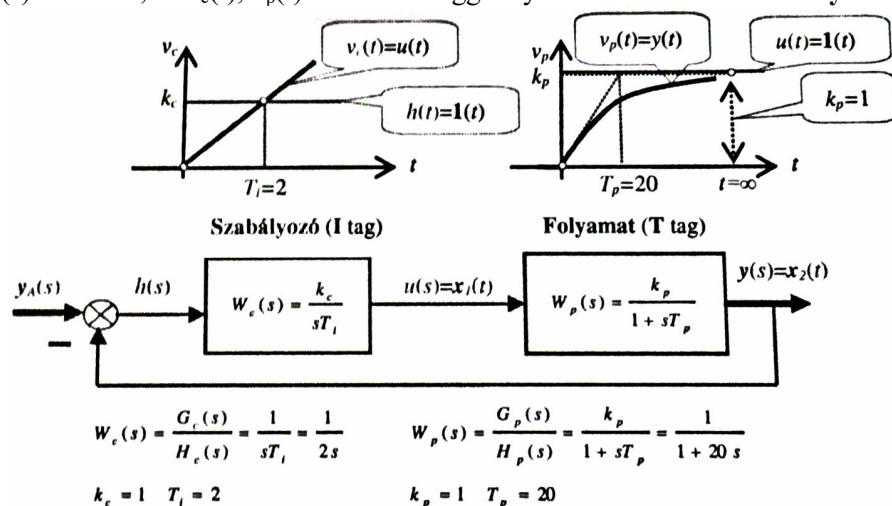 v_c
v_c(t)=u(t)
k_c
h(t)=1(t)
t
T_i=2
v_p
v_p(t)=y(t)
u(t)=1(t)
k_p
k_p=1
T_p=20
t=∞
t
Szabályozó (I tag)
Folyamat (T tag)
y_A(s)
h(s)
W_c(s) = k_c / sT_i
u(s)=x_1(t)
W_p(s) = k_p / 1 + sT_p
y(s)=x_2(t)
−
W_c(s) = G_c(s) / H_c(s) = 1 / sT_i = 1 / 2s
W_p(s) = G_p(s) / H_p(s) = k_p / 1 + sT_p = 1 / 1 + 20 s
k_c = 1 T_i = 2
k_p = 1 T_p = 20